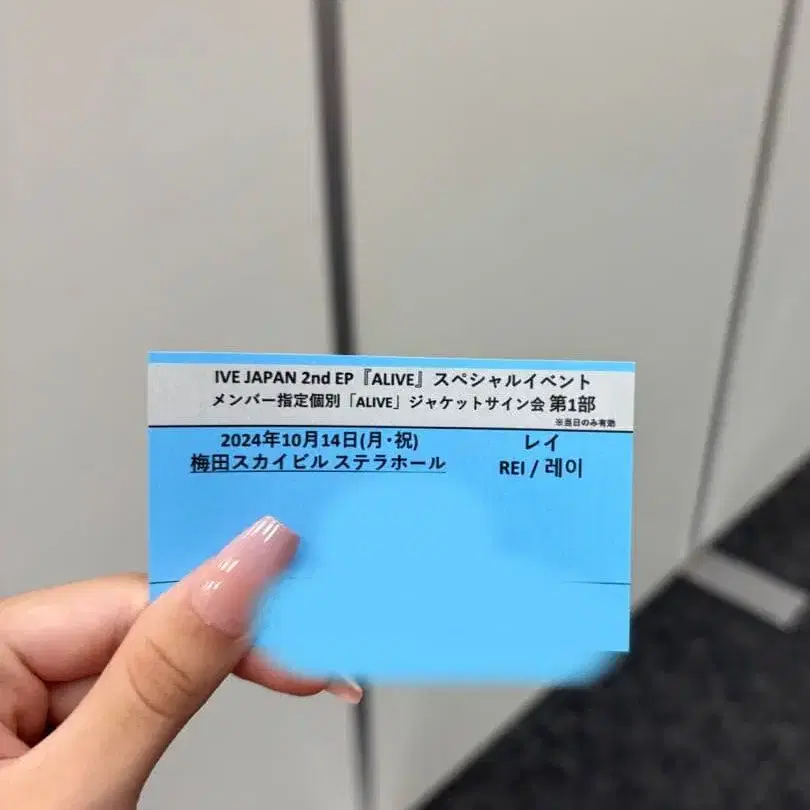 IVE JAPAN 2nd EP『ALIVE』スペシャルイベント
メンバー指定個別「ALIVE」ジャケットサイン会 第1部
※当日のみ有効
2024年10月14日(月・祝) レイ
梅田スカイビル ステラホール REI / 레이